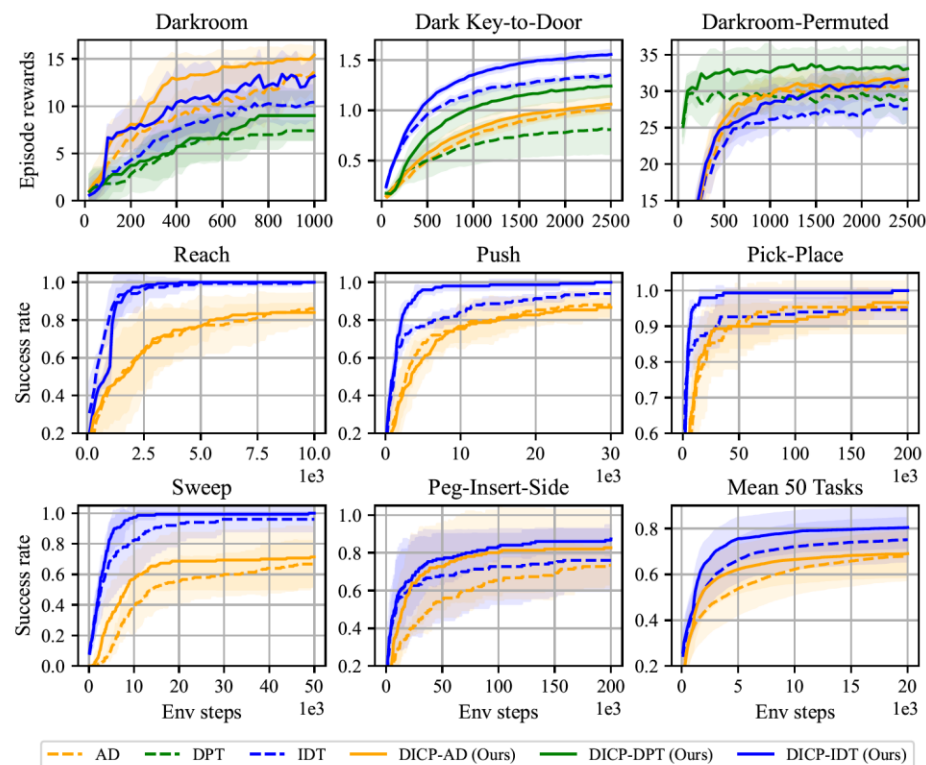 Darkroom Dark Key-to-Door Darkroom-Permuted
Episode rewards
15
10
5
0
200 400 600 800 1000
1.5
1.0
0.5
0 500 1000 1500 2000 2500
35
30
25
20
15
0 500 1000 1500 2000 2500
Reach Push Pick-Place
Success rate
1.0
0.8
0.6
0.4
0.2
0.0 2.5 5.0 7.5 10.0
1e3
1.0
0.8
0.6
0.4
0.2
0 10 20 30
1e3
1.0
0.9
0.8
0.7
0.6
0 50 100 150 200
1e3
Sweep Peg-Insert-Side Mean 50 Tasks
Success rate
1.0
0.8
0.6
0.4
0.2
0.0
0 10 20 30 40 50
Env steps 1e3
1.0
0.8
0.6
0.4
0.2
0 50 100 150 200
Env steps 1e3
0.8
0.6
0.4
0.2
0 5 10 15 20
Env steps 1e3
AD DPT IDT DICP-AD (Ours) DICP-DPT (Ours) DICP-IDT (Ours)